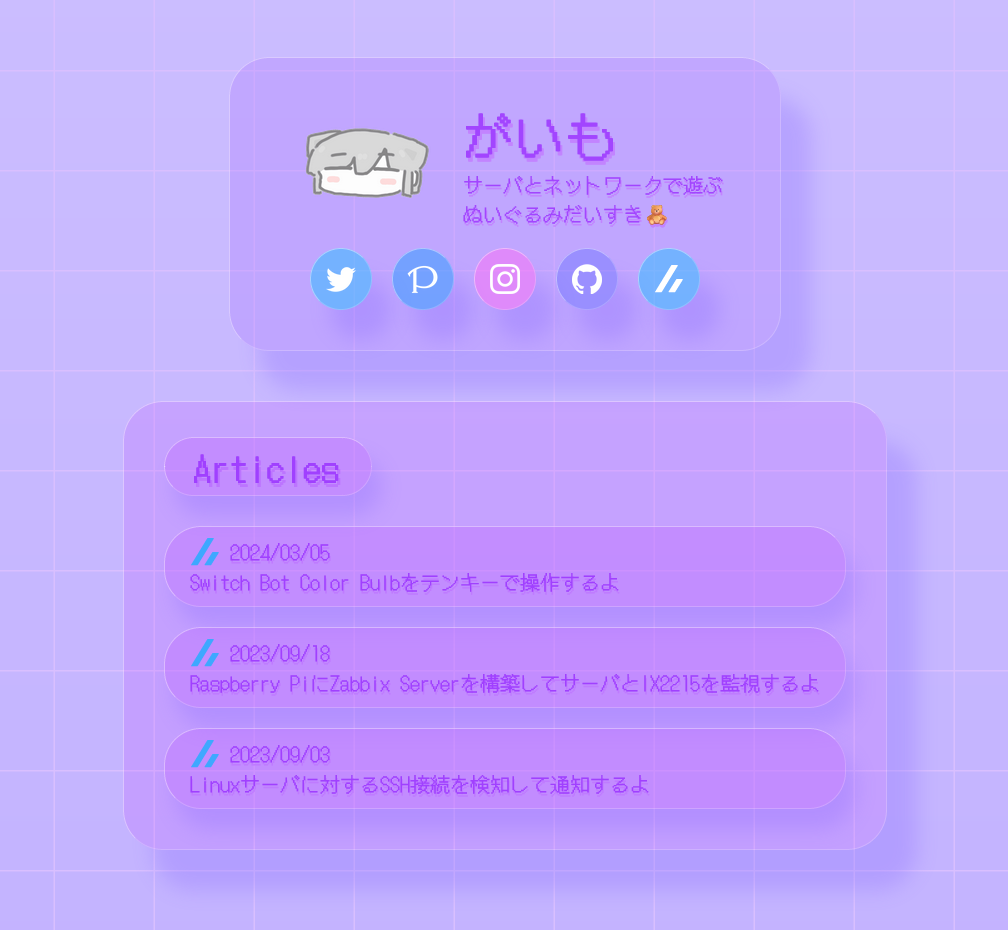 がいも
サーバとネットワークで遊ぶ
ぬいぐるみだいすき🧸
Articles
2024/03/05
Switch Bot Color Bulbをテンキーで操作するよ
2023/09/18
Raspberry PiにZabbix Serverを構築してサーバとIX2215を監視するよ
2023/09/03
Linuxサーバに対するSSH接続を検知して通知するよ